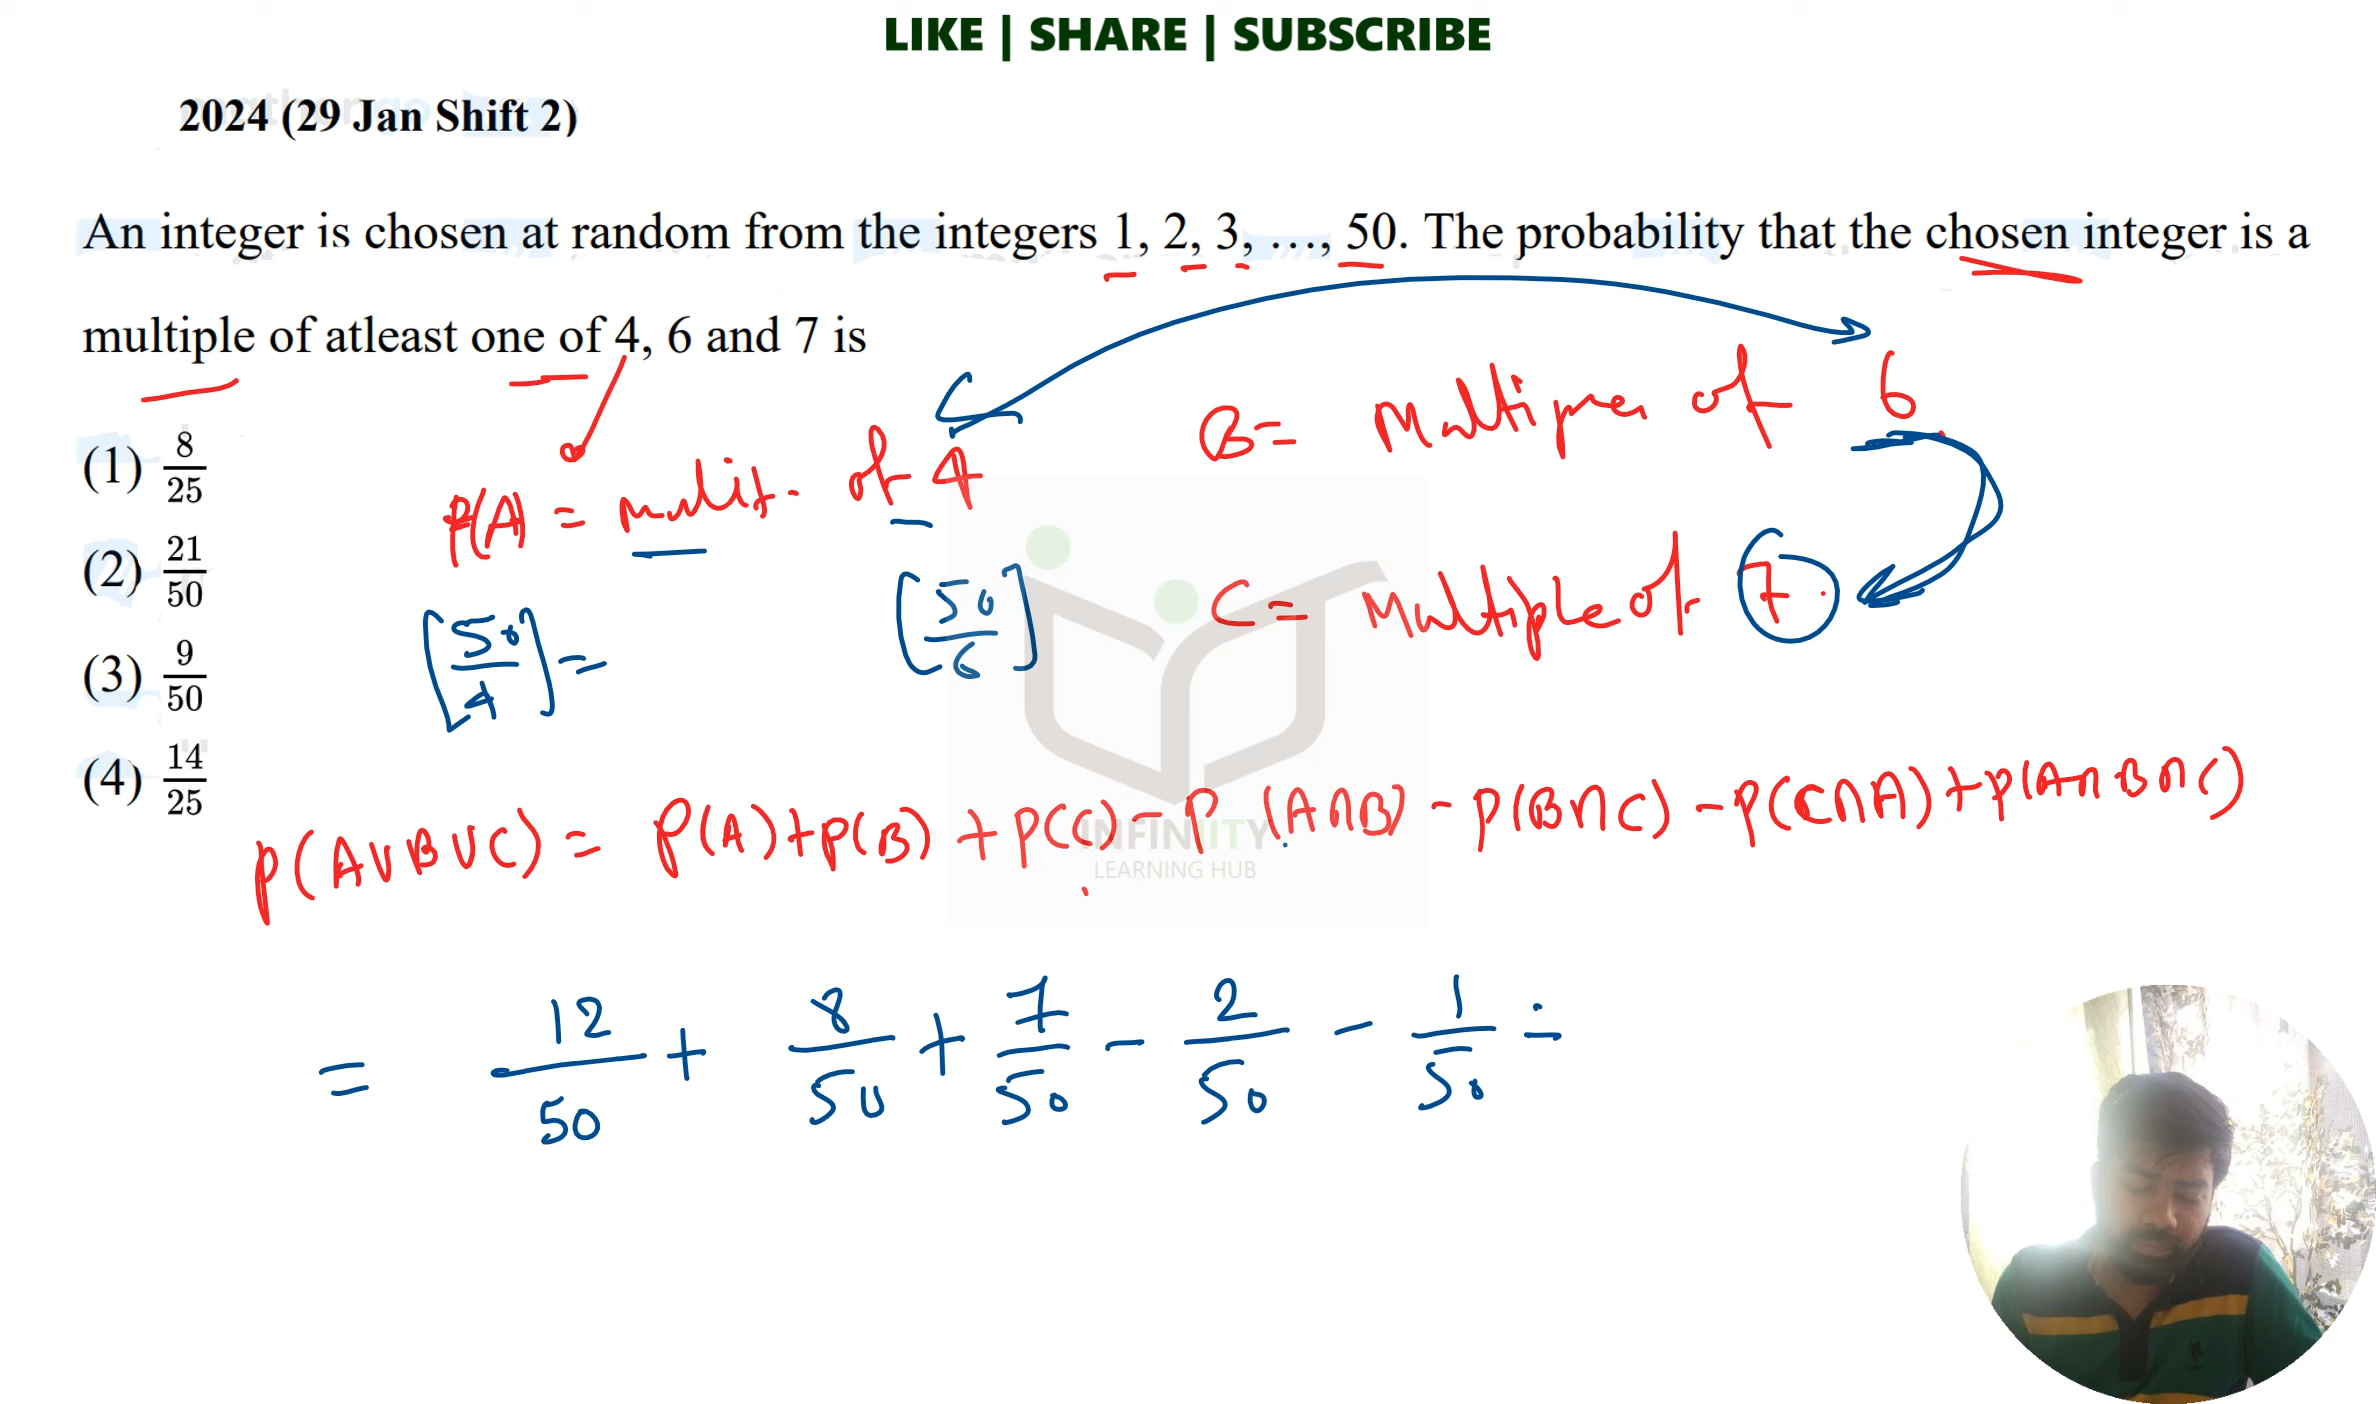 LIKE | SHARE | SUBSCRIBE
2024 (29 Jan Shift 2)
An integer is chosen at random from the integers 1, 2, 3, …, 50. The probability that the chosen integer is a
multiple of atleast one of 4, 6 and 7 is
(1) 8/25
(2) 21/50
(3) 9/50
(4) 14/25
P(A) = mult. of 4
B = Multiples of 6
[50/4] =
[50/6]
C = Multiple of 7
P(A∪B∪C) = P(A)+P(B)+P(C)-P(A∩B)-P(B∩C)-P(C∩A)+P(A∩B∩C)
INFINIITY
LEARNING HUB
= 12/50 + 8/50 + 7/50 - 2/50 - 1/50 ∸